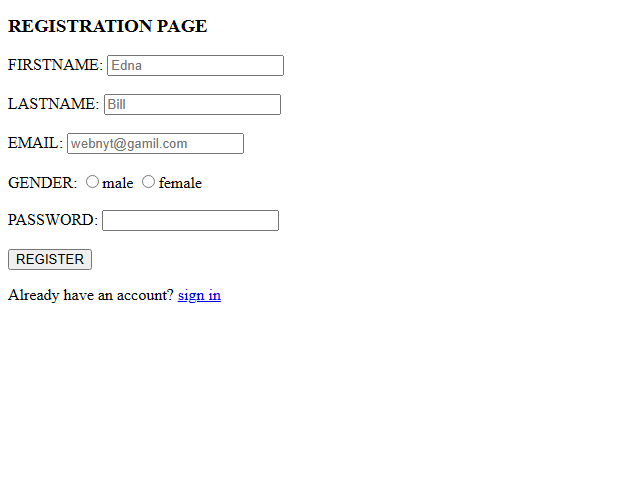 REGISTRATION PAGE
FIRSTNAME: Edna
LASTNAME: Bill
EMAIL: webnyt@gamil.com
GENDER: male female
PASSWORD:
REGISTER
Already have an account? sign in